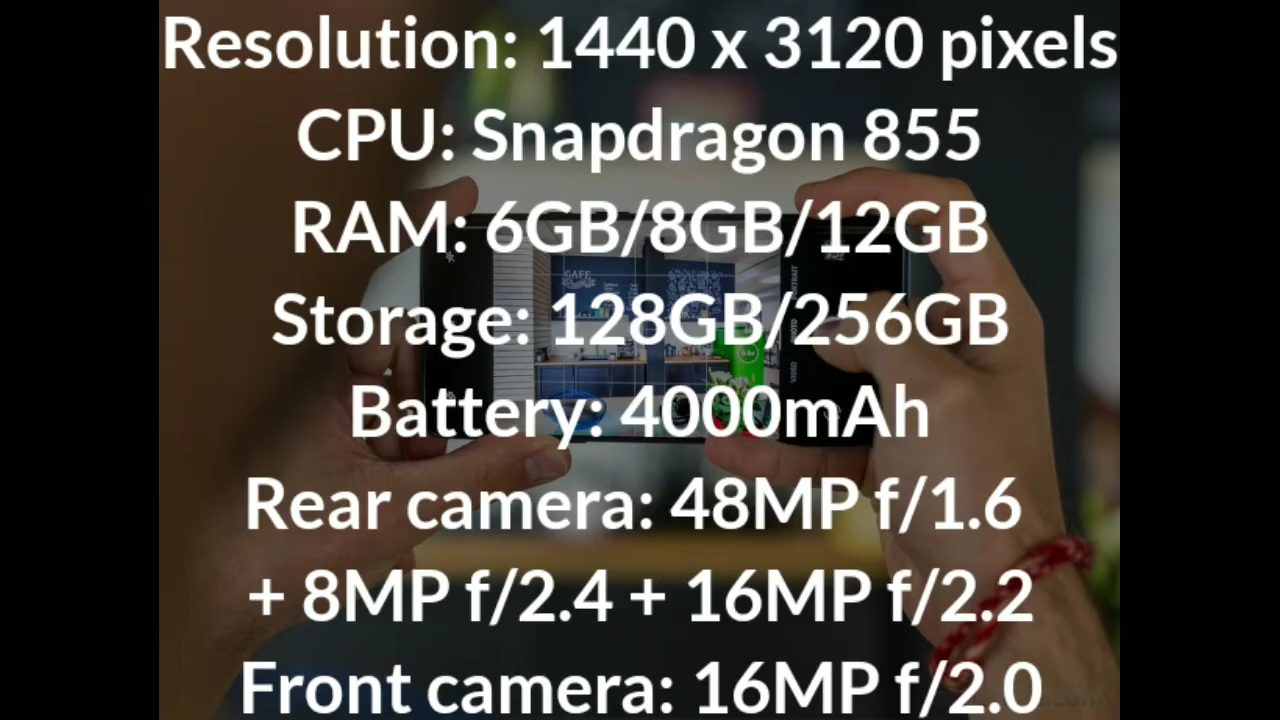 Resolution: 1440 x 3120 pixels
CPU: Snapdragon 855
RAM: 6GB/8GB/12GB
CAFE
Storage: 128GB/256GB
Battery: 4000mAh
Rear camera: 48MP f/1.6
+ 8MP f/2.4 + 16MP f/2.2
Front camera: 16MP f/2.0